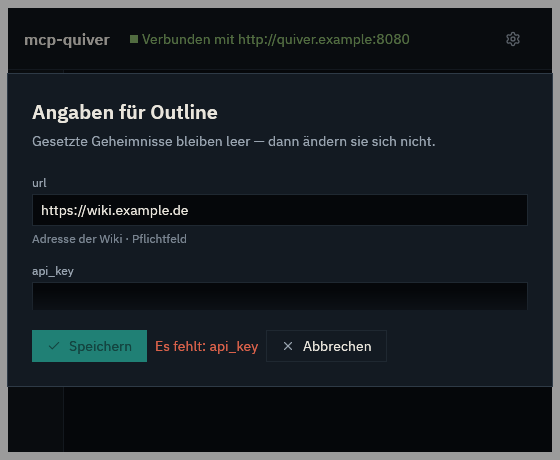 mcp-quiver
Verbunden mit http://quiver.example:8080
Angaben für Outline
Gesetzte Geheimnisse bleiben leer — dann ändern sie sich nicht.
url
https://wiki.example.de
Adresse der Wiki · Pflichtfeld
api_key
Speichern
Es fehlt: api_key
Abbrechen